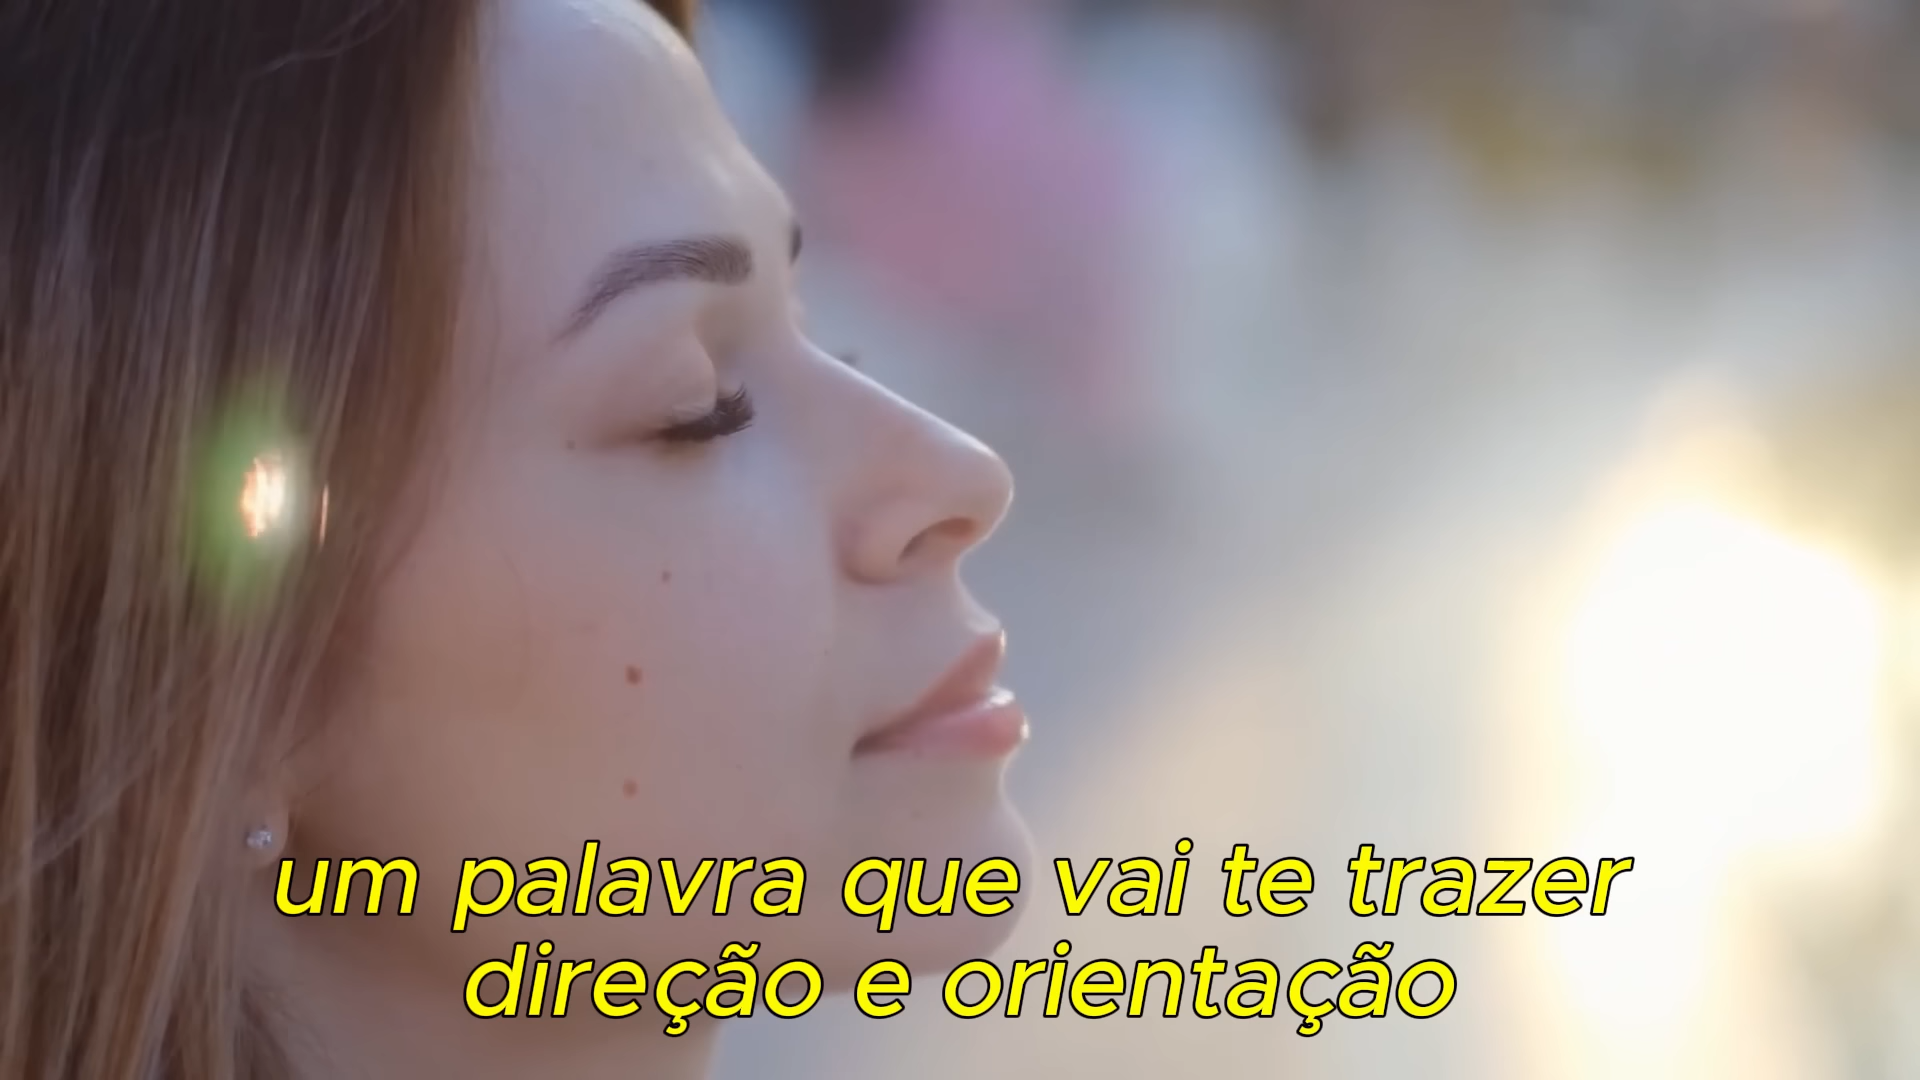 um palavra que vai te trazer
direção e orientação